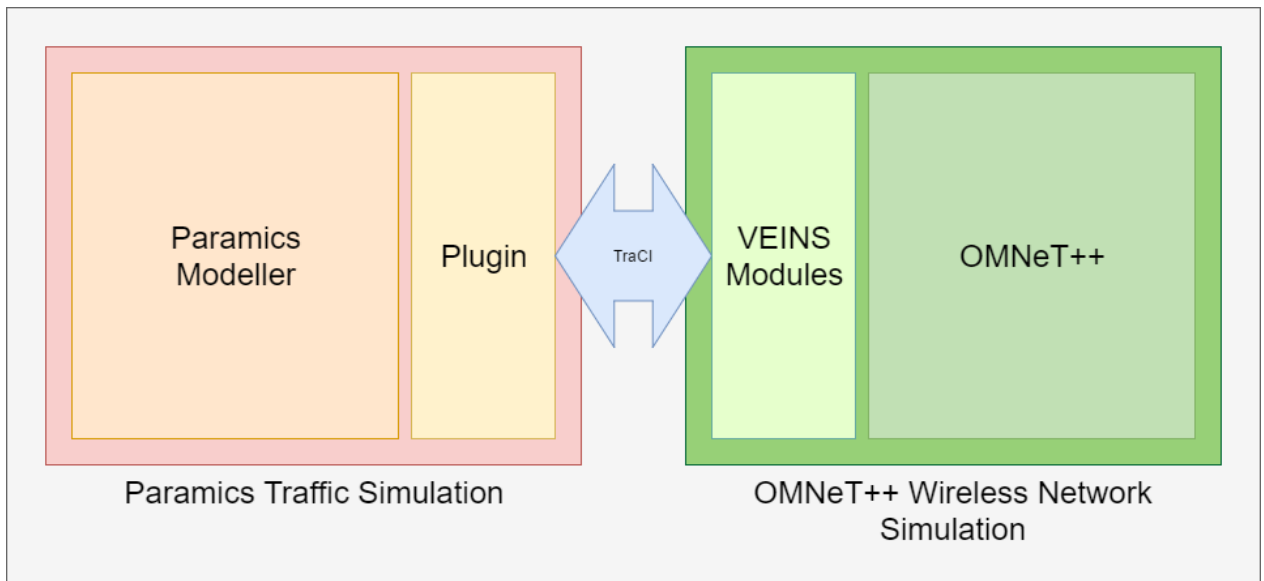 Paramics
Modeller
Plugin
TraCI
VEINS
Modules
OMNeT++
Paramics Traffic Simulation
OMNeT++ Wireless Network
Simulation